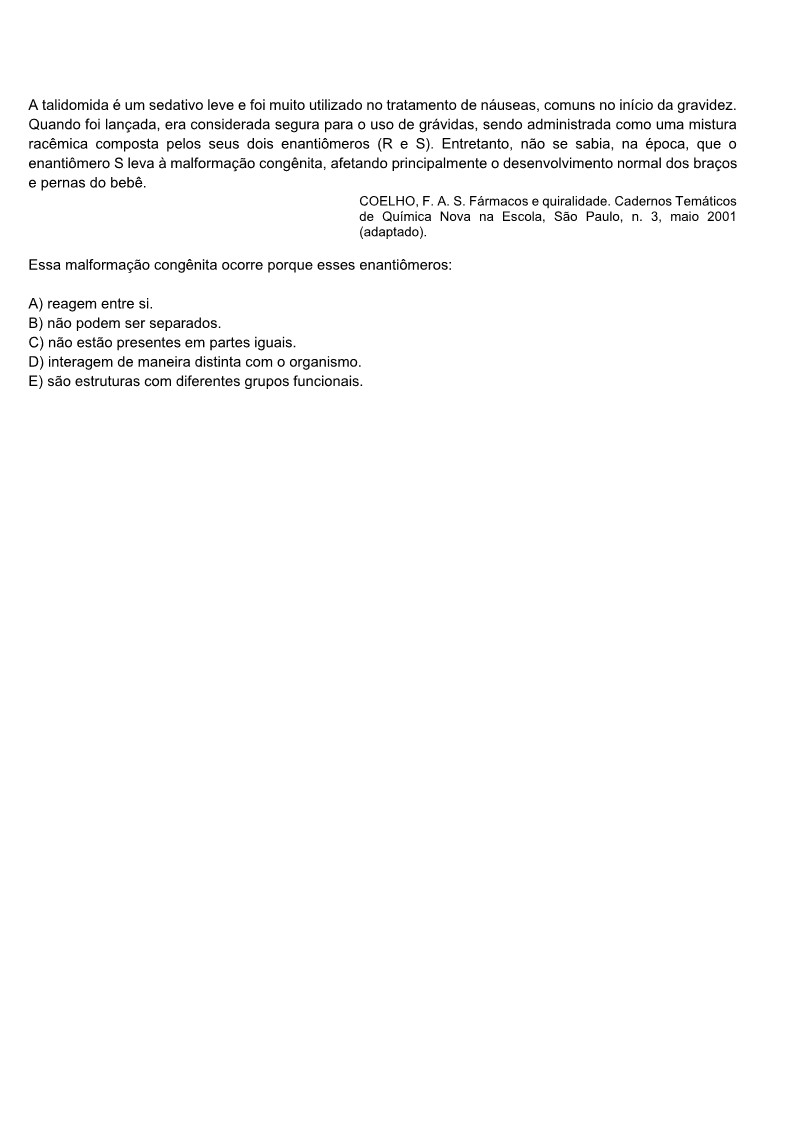 A talidomida é um sedativo leve e foi muito utilizado no tratamento de náuseas, comuns no início da gravidez.
Quando foi lançada, era considerada segura para o uso de grávidas, sendo administrada como uma mistura
racêmica composta pelos seus dois enantiômeros (R e S). Entretanto, não se sabia, na época, que o
enantiômero S leva à malformação congênita, afetando principalmente o desenvolvimento normal dos braços
e pernas do bebê.
COELHO, F. A. S. Fármacos e quiralidade. Cadernos Temáticos
de Química Nova na Escola, São Paulo, n. 3, maio 2001
(adaptado).
Essa malformação congênita ocorre porque esses enantiômeros:
A) reagem entre si.
B) não podem ser separados.
C) não estão presentes em partes iguais.
D) interagem de maneira distinta com o organismo.
E) são estruturas com diferentes grupos funcionais.